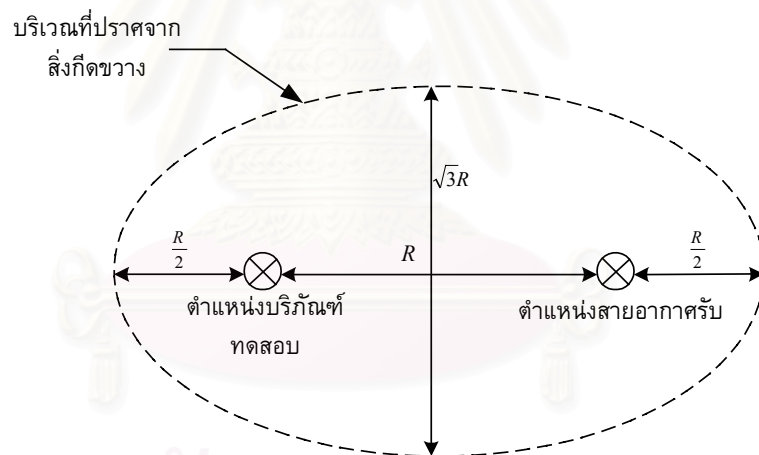 บริเวณที่ปราศจาก
สิ่งกีดขวาง
√3R
R/2
R
R/2
ตำแหน่งบริภัณฑ์
ทดสอบ
ตำแหน่งสายอากาศรับ